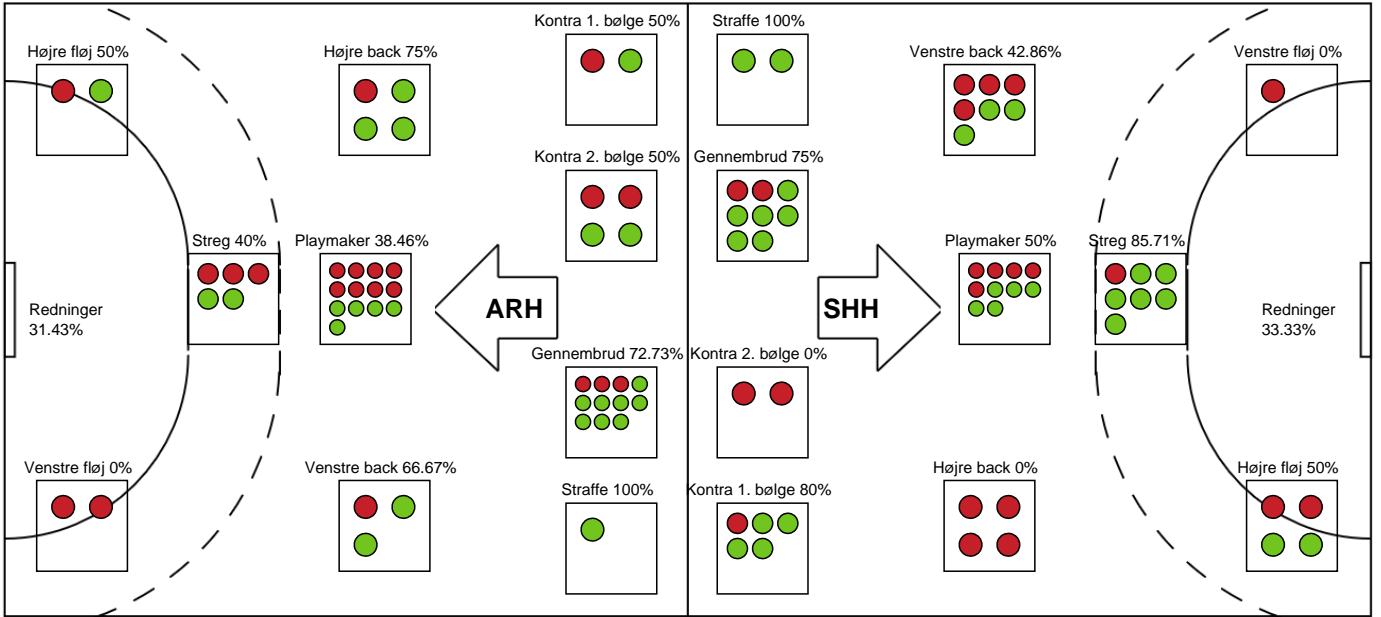 Kontra 1. bølge 50%
Straffe 100%
Højre fløj 50%
Højre back 75%
Venstre back 42.86%
Venstre fløj 0%
Kontra 2. bølge 50%
Gennembrud 75%
Streg 40%
Playmaker 38.46%
Playmaker 50%
Streg 85.71%
Redninger
31.43%
ARH
SHH
Redninger
33.33%
Gennembrud 72.73%
Kontra 2. bølge 0%
Venstre fløj 0%
Venstre back 66.67%
Højre back 0%
Højre fløj 50%
Straffe 100%
Kontra 1. bølge 80%